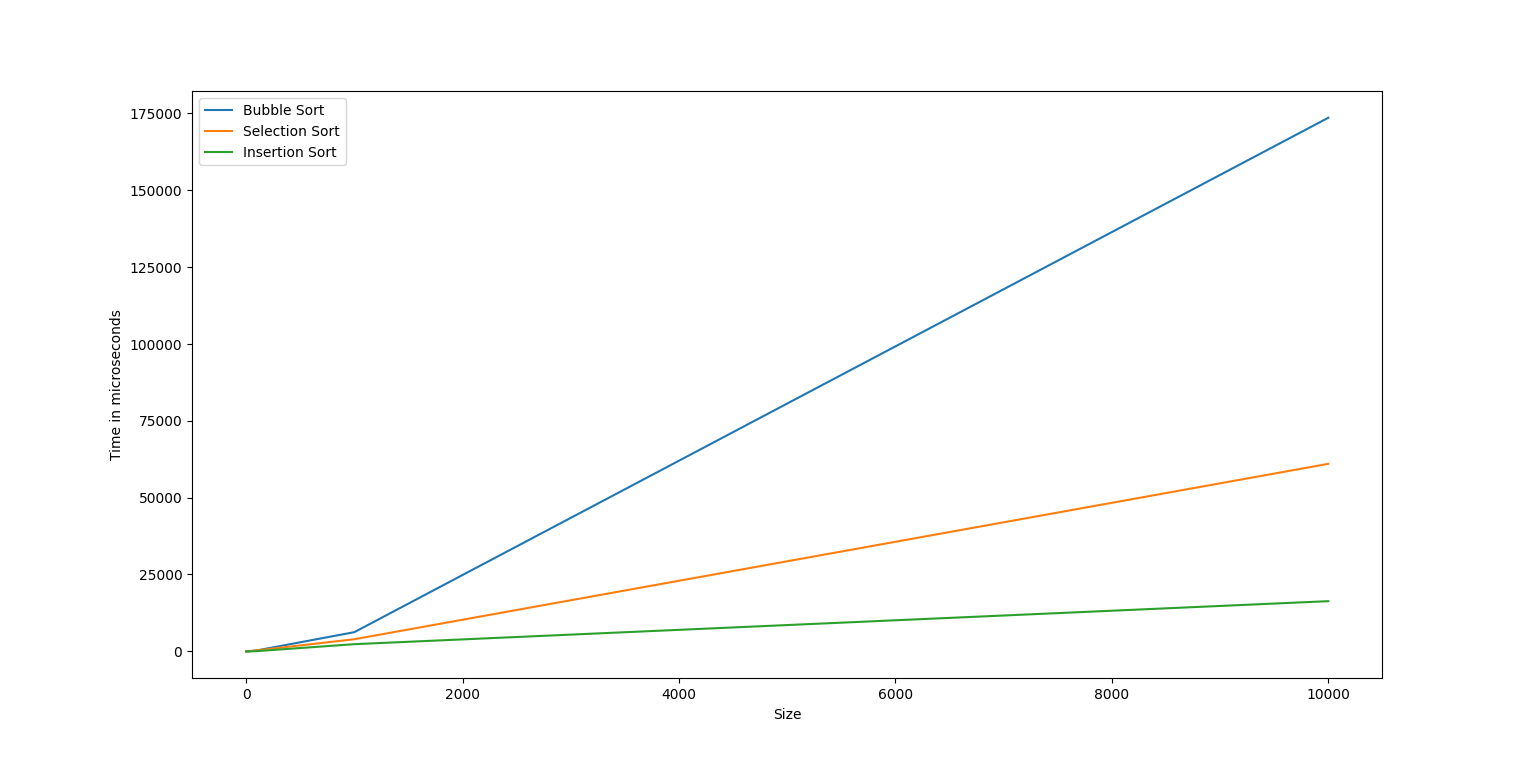 Bubble Sort
Selection Sort
Insertion Sort
175000
150000
125000
100000
75000
50000
25000
0
Time in microseconds
0 2000 4000 6000 8000 10000
Size